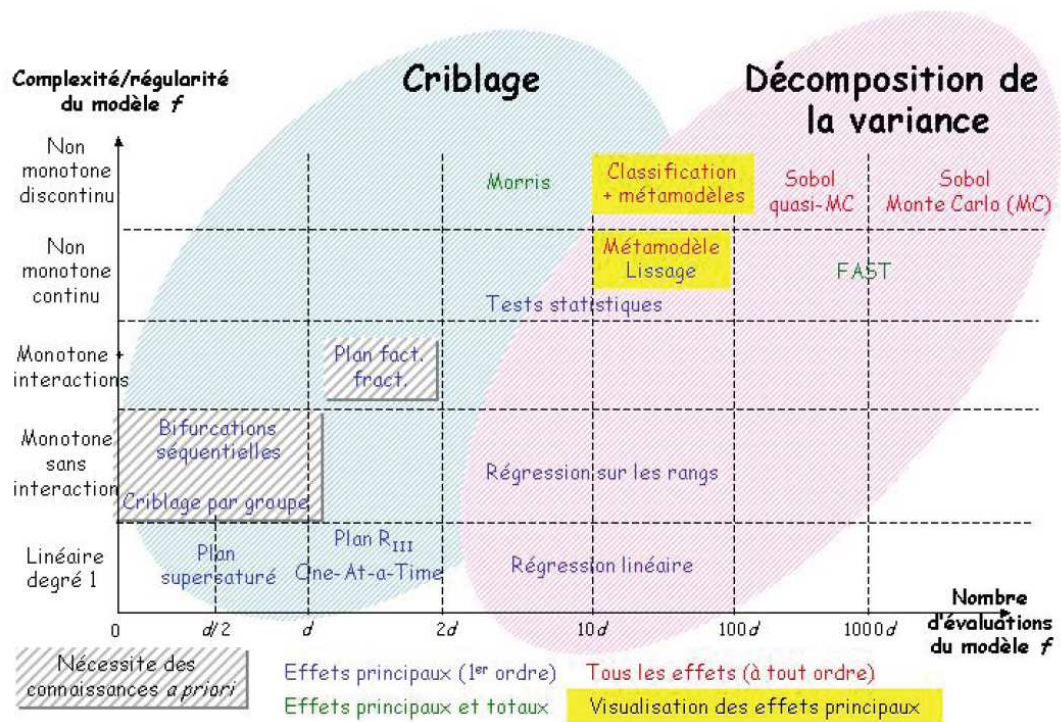 Criblage
Décomposition de
la variance
Complexité/régularité
du modèle f
Non
monotone
discontinu
Morris
Classification
+ métamodèles
Sobol
quasi-MC
Sobol
Monte Carlo (MC)
Non
monotone
continu
Métamodèle
Lissage
FAST
Tests statistiques
Monotone +
interactions
Plan fact.
fract.
Monotone
sans
interaction
Bifurcations
séquentielles
Criblage par groupe
Régression sur les rangs
Linéaire
degré 1
Plan
supersaturé
Plan RIII
One-At-a-Time
Régression linéaire
0
d/2
d
2d
10d
100d
1000d
Nombre
d'évaluations
du modèle f
Nécessite des
connaissances a priori
Effets principaux (1er ordre)
Tous les effets (à tout ordre)
Effets principaux et totaux
Visualisation des effets principaux